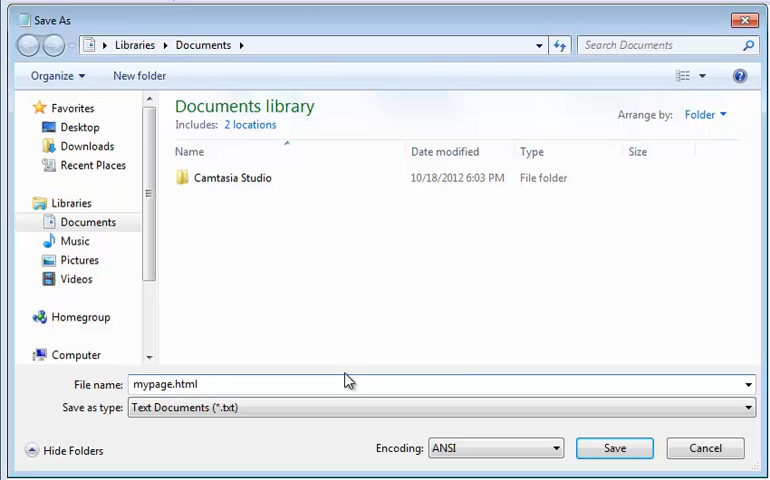 Save As
Libraries Documents Search Documents
Organize New folder
Favorites
Desktop
Downloads
Recent Places
Libraries
Documents
Music
Pictures
Videos
Homegroup
Computer
Documents library
Includes: 2 locations
Arrange by: Folder
Name Date modified Type Size
Camtasia Studio 10/18/2012 6:03 PM File folder
File name: mypage.html
Save as type: Text Documents (*.txt)
Hide Folders Encoding: ANSI Save Cancel